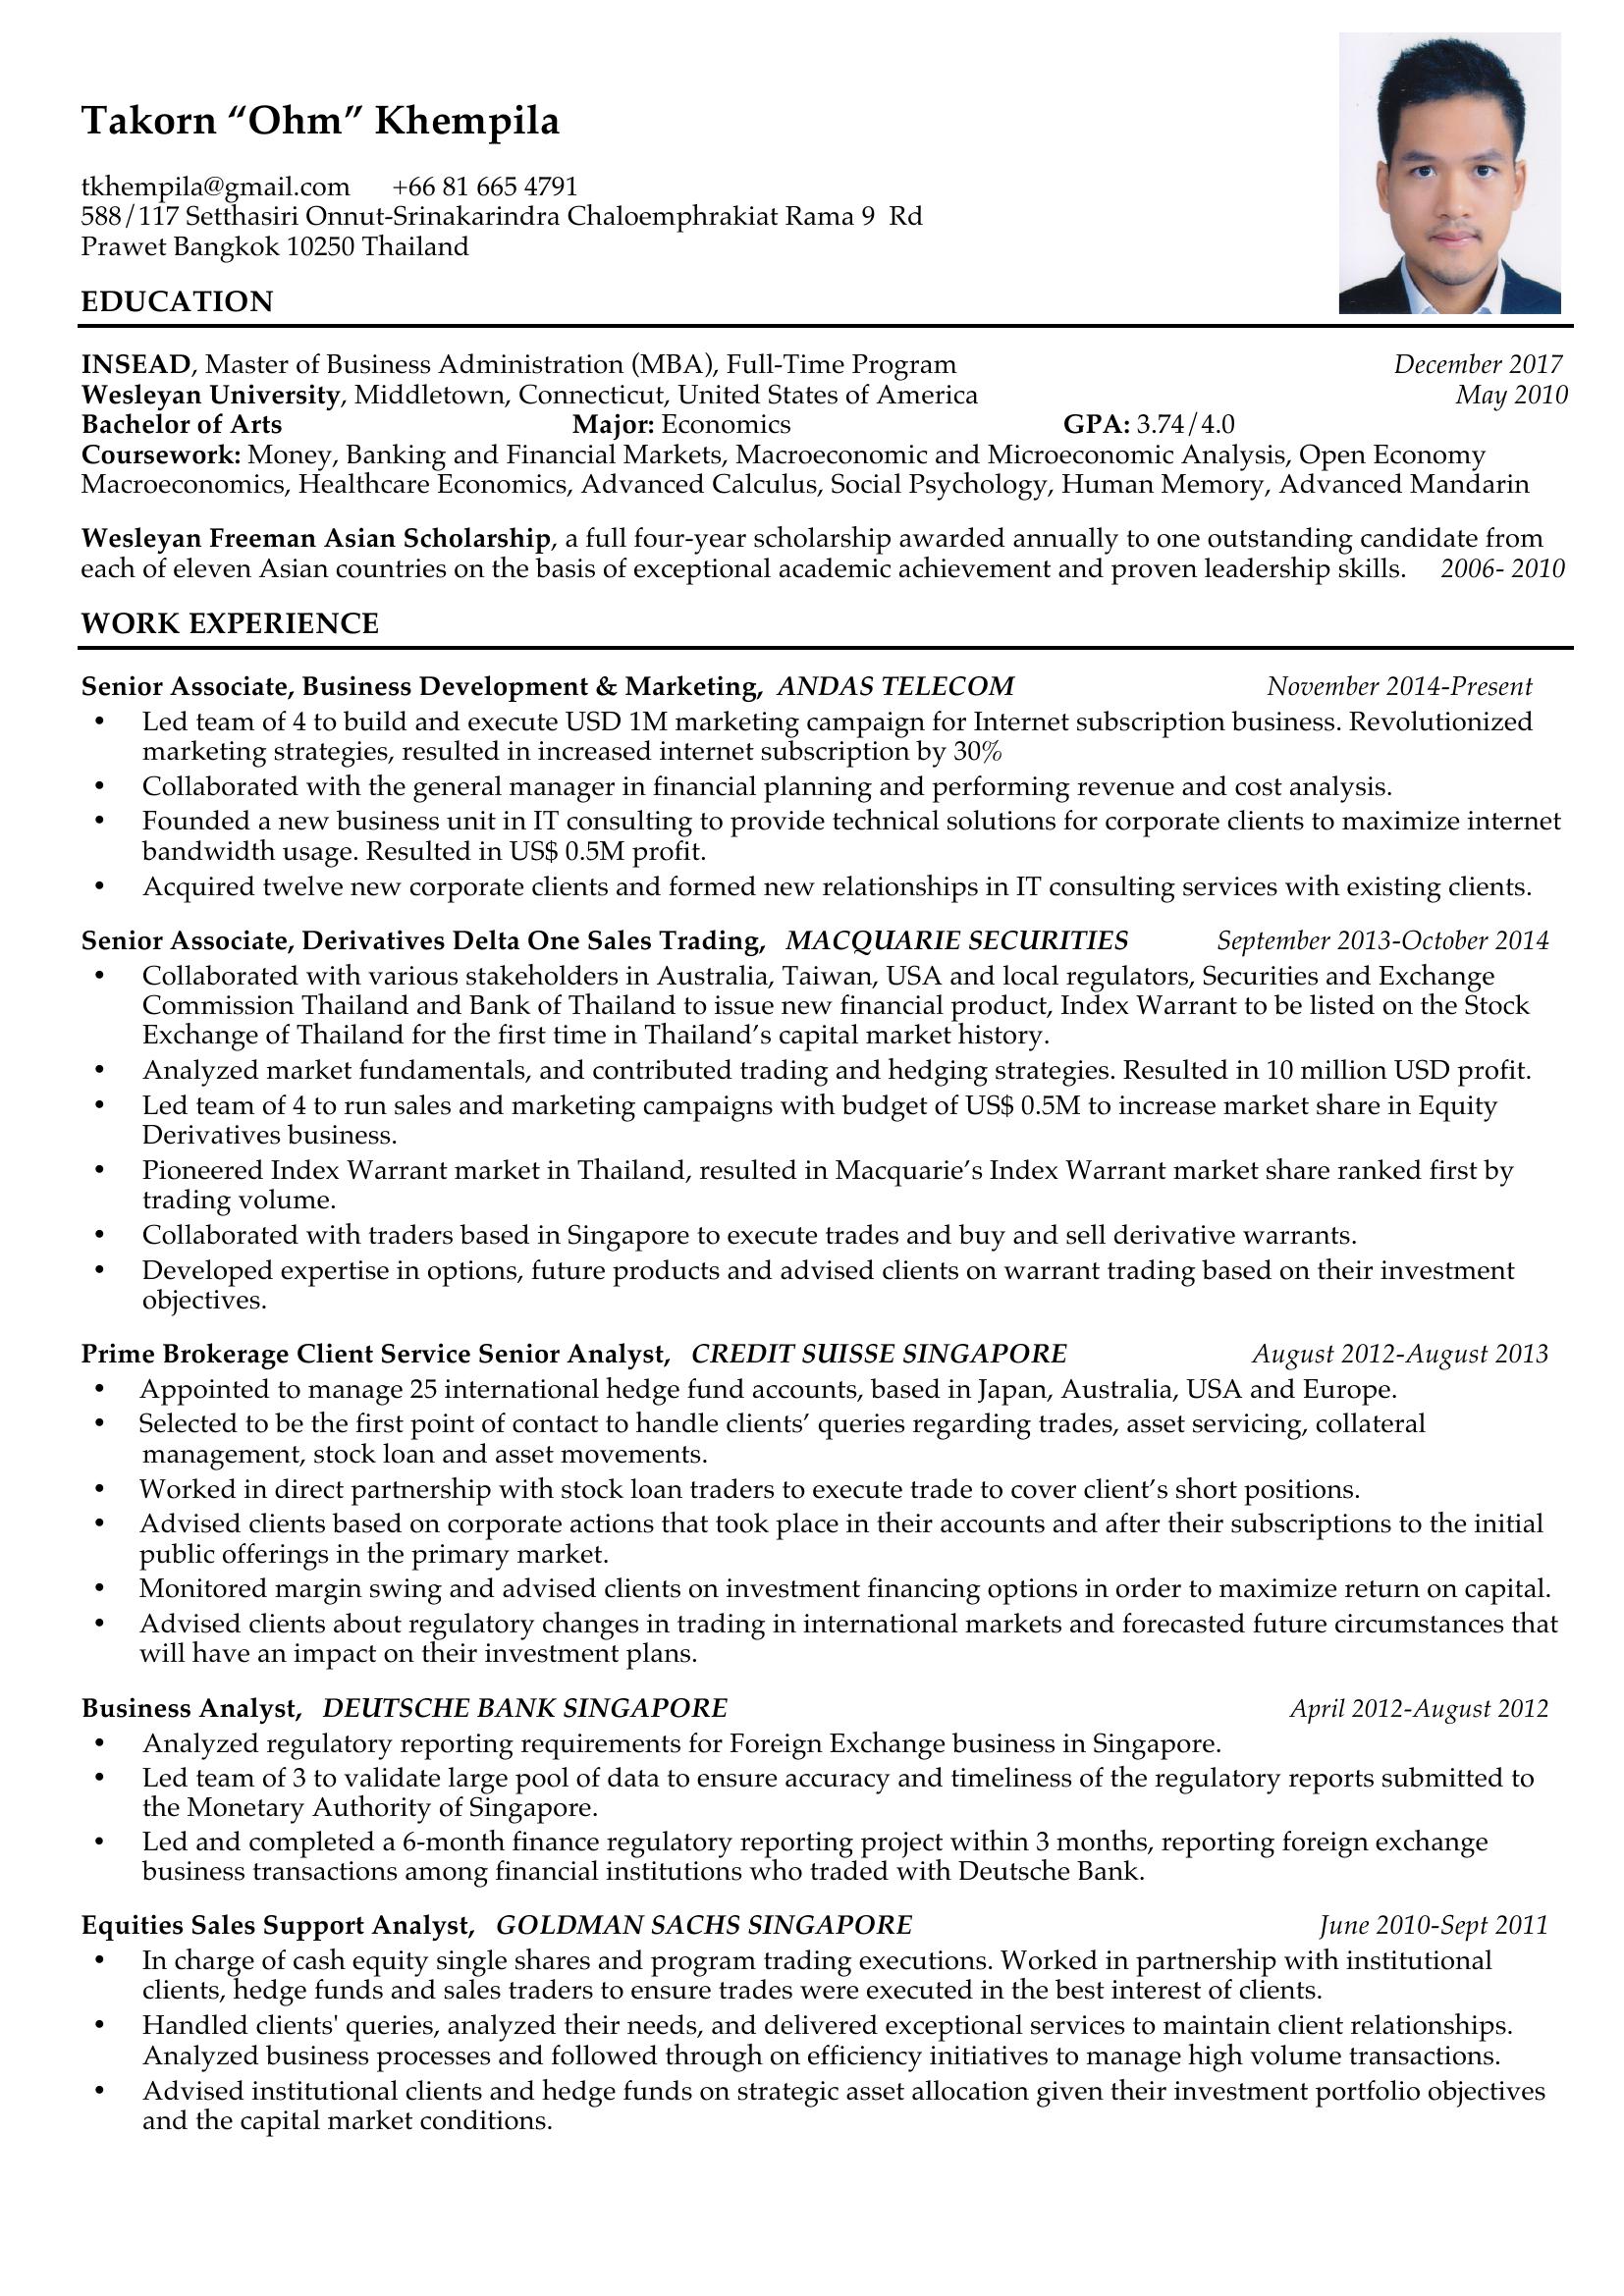 Takorn “Ohm” Khempila
tkhempila@gmail.com +66 81 665 4791
588/117 Setthasiri Onnut-Srinakarindra Chaloemphrakiat Rama 9 Rd
Prawet Bangkok 10250 Thailand
EDUCATION
INSEAD, Master of Business Administration (MBA), Full-Time Program December 2017
Wesleyan University, Middletown, Connecticut, United States of America May 2010
Bachelor of Arts Major: Economics GPA: 3.74/4.0
Coursework: Money, Banking and Financial Markets, Macroeconomic and Microeconomic Analysis, Open Economy
Macroeconomics, Healthcare Economics, Advanced Calculus, Social Psychology, Human Memory, Advanced Mandarin
Wesleyan Freeman Asian Scholarship, a full four-year scholarship awarded annually to one outstanding candidate from
each of eleven Asian countries on the basis of exceptional academic achievement and proven leadership skills. 2006- 2010
WORK EXPERIENCE
Senior Associate, Business Development & Marketing, ANDAS TELECOM November 2014-Present
• Led team of 4 to build and execute USD 1M marketing campaign for Internet subscription business. Revolutionized
marketing strategies, resulted in increased internet subscription by 30%
• Collaborated with the general manager in financial planning and performing revenue and cost analysis.
• Founded a new business unit in IT consulting to provide technical solutions for corporate clients to maximize internet
bandwidth usage. Resulted in US$ 0.5M profit.
• Acquired twelve new corporate clients and formed new relationships in IT consulting services with existing clients.
Senior Associate, Derivatives Delta One Sales Trading, MACQUARIE SECURITIES September 2013-October 2014
• Collaborated with various stakeholders in Australia, Taiwan, USA and local regulators, Securities and Exchange
Commission Thailand and Bank of Thailand to issue new financial product, Index Warrant to be listed on the Stock
Exchange of Thailand for the first time in Thailand’s capital market history.
• Analyzed market fundamentals, and contributed trading and hedging strategies. Resulted in 10 million USD profit.
• Led team of 4 to run sales and marketing campaigns with budget of US$ 0.5M to increase market share in Equity
Derivatives business.
• Pioneered Index Warrant market in Thailand, resulted in Macquarie’s Index Warrant market share ranked first by
trading volume.
• Collaborated with traders based in Singapore to execute trades and buy and sell derivative warrants.
• Developed expertise in options, future products and advised clients on warrant trading based on their investment
objectives.
Prime Brokerage Client Service Senior Analyst, CREDIT SUISSE SINGAPORE August 2012-August 2013
• Appointed to manage 25 international hedge fund accounts, based in Japan, Australia, USA and Europe.
• Selected to be the first point of contact to handle clients’ queries regarding trades, asset servicing, collateral
management, stock loan and asset movements.
• Worked in direct partnership with stock loan traders to execute trade to cover client’s short positions.
• Advised clients based on corporate actions that took place in their accounts and after their subscriptions to the initial
public offerings in the primary market.
• Monitored margin swing and advised clients on investment financing options in order to maximize return on capital.
• Advised clients about regulatory changes in trading in international markets and forecasted future circumstances that
will have an impact on their investment plans.
Business Analyst, DEUTSCHE BANK SINGAPORE April 2012-August 2012
• Analyzed regulatory reporting requirements for Foreign Exchange business in Singapore.
• Led team of 3 to validate large pool of data to ensure accuracy and timeliness of the regulatory reports submitted to
the Monetary Authority of Singapore.
• Led and completed a 6-month finance regulatory reporting project within 3 months, reporting foreign exchange
business transactions among financial institutions who traded with Deutsche Bank.
Equities Sales Support Analyst, GOLDMAN SACHS SINGAPORE June 2010-Sept 2011
• In charge of cash equity single shares and program trading executions. Worked in partnership with institutional
clients, hedge funds and sales traders to ensure trades were executed in the best interest of clients.
• Handled clients' queries, analyzed their needs, and delivered exceptional services to maintain client relationships.
Analyzed business processes and followed through on efficiency initiatives to manage high volume transactions.
• Advised institutional clients and hedge funds on strategic asset allocation given their investment portfolio objectives
and the capital market conditions.